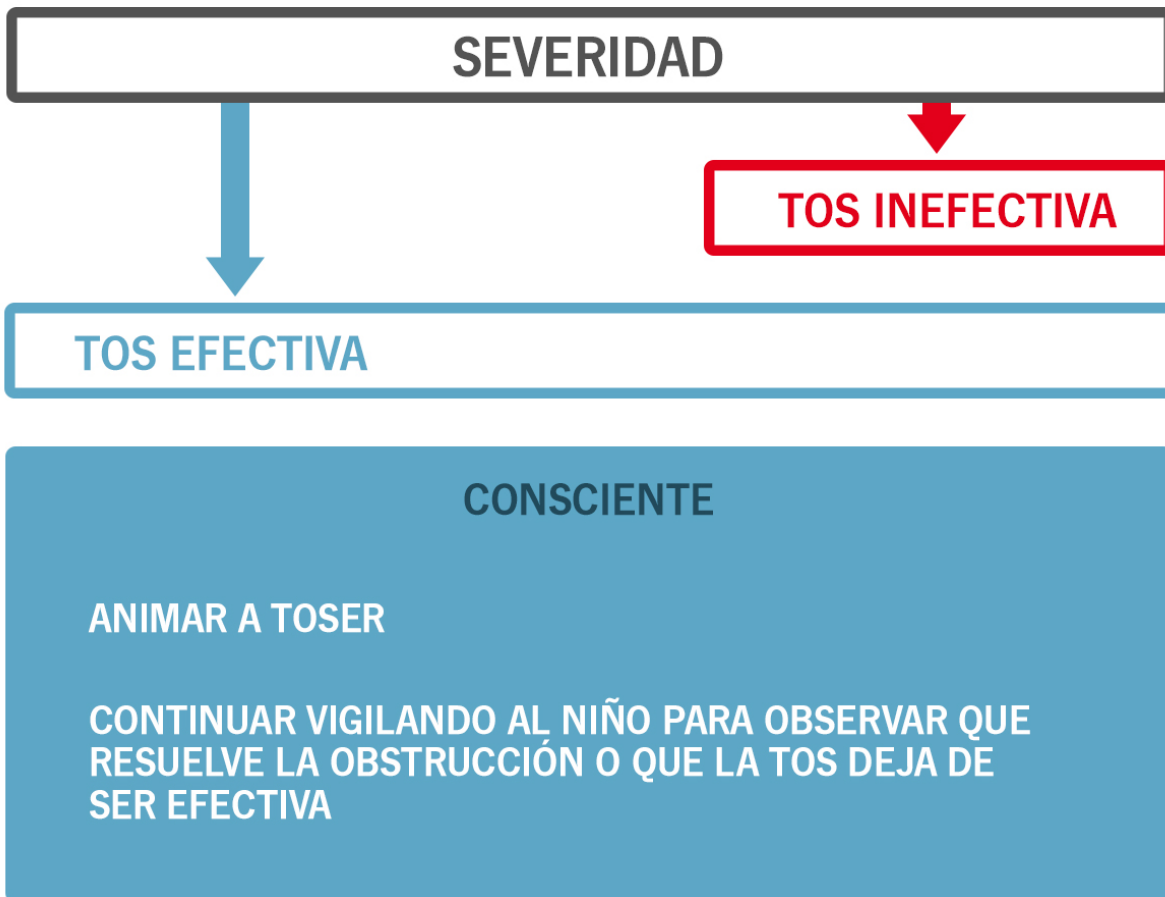 SEVERIDAD
TOS INEFECTIVA
TOS EFECTIVA
CONSCIENTE
ANIMAR A TOSER
CONTINUAR VIGILANDO AL NIÑO PARA OBSERVAR QUE
RESUELVE LA OBSTRUCCIÓN O QUE LA TOS DEJA DE
SER EFECTIVA